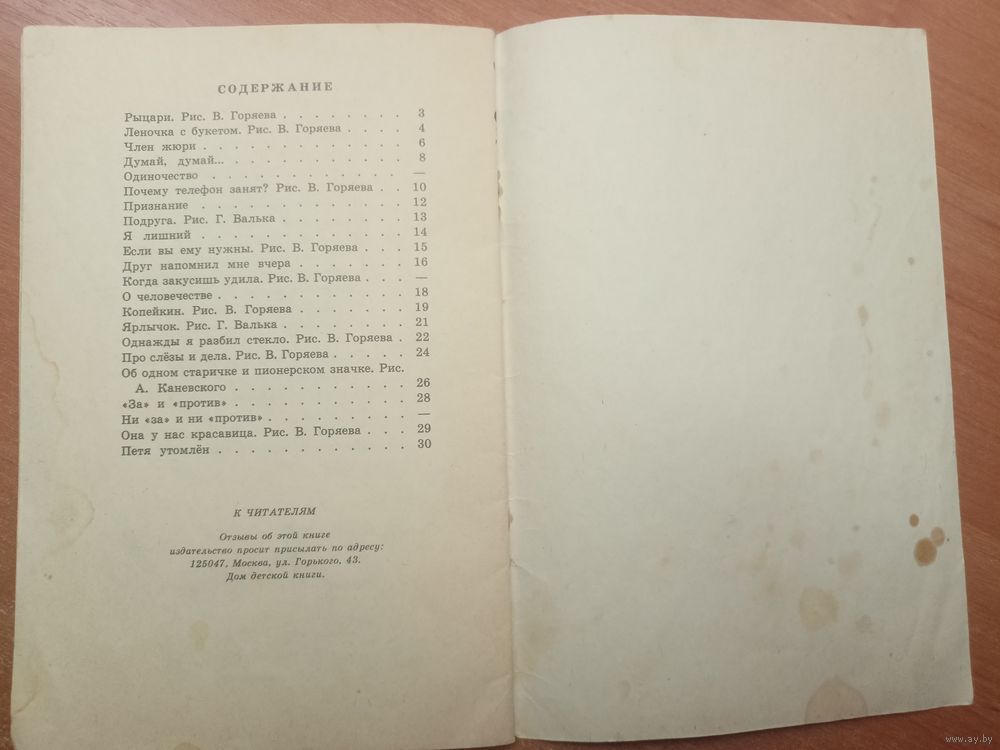 СОДЕРЖАНИЕ
Рыцари. Рис. В. Горяева . . . . . . . . 3
Леночка с букетом. Рис. В. Горяева . . . . 4
Член жюри . . . . . . . . . . . . . 6
Думай, думай... . . . . . . . . . . . 8
Одиночество . . . . . . . . . . . . —
Почему телефон занят? Рис. В. Горяева . . 10
Признание . . . . . . . . . . . . . 12
Подруга. Рис. Г. Валька . . . . . . . . 13
Я лишний . . . . . . . . . . . . . 14
Если вы ему нужны. Рис. В. Горяева . . . 15
Друг напомнил мне вчера . . . . . . . 16
Когда закусишь удила. Рис. В. Горяева . . . —
О человечестве . . . . . . . . . . . . 18
Копейкин. Рис. В. Горяева . . . . . . . 19
Ярлычок. Рис. Г. Валька . . . . . . . . 21
Однажды я разбил стекло. Рис. В. Горяева . 22
Про слёзы и дела. Рис. В. Горяева . . . . . 24
Об одном старичке и пионерском значке. Рис.
А. Каневского . . . . . . . . . . . 26
«За» и «против» . . . . . . . . . . . 28
Ни «за» и ни «против» . . . . . . . . . —
Она у нас красавица. Рис. В. Горяева . . . 29
Петя утомлён . . . . . . . . . . . . 30
К ЧИТАТЕЛЯМ
Отзывы об этой книге
издательство просит присылать по адресу:
125047, Москва, ул. Горького, 43.
Дом детской книги.
www.ay.by